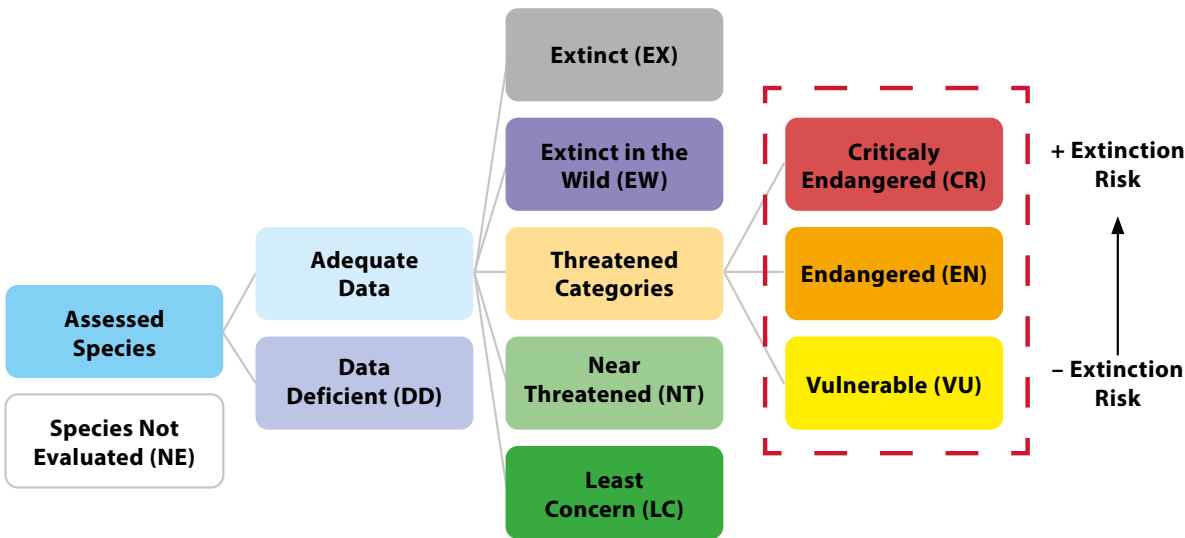 Assessed
Species
Species Not
Evaluated (NE)
Adequate
Data
Data
Deficient (DD)
Extinct (EX)
Extinct in the
Wild (EW)
Threatened
Categories
Near
Threatened (NT)
Least
Concern (LC)
Criticaly
Endangered (CR)
Endangered (EN)
Vulnerable (VU)
+ Extinction
Risk
– Extinction
Risk